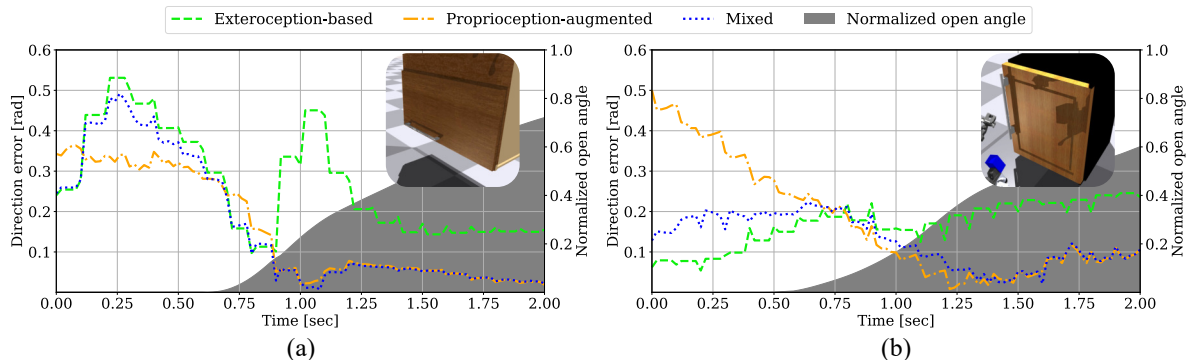 Exteroception-based Proprioception-augmented Mixed Normalized open angle
Direction error [rad]
0.6
0.5
0.4
0.3
0.2
0.1
0.00 0.25 0.50 0.75 1.00 1.25 1.50 1.75 2.00
Time [sec]
1.0
0.8
0.6
0.4
0.2
Normalized open angle
(a)
Direction error [rad]
0.6
0.5
0.4
0.3
0.2
0.1
0.00 0.25 0.50 0.75 1.00 1.25 1.50 1.75 2.00
Time [sec]
1.0
0.8
0.6
0.4
0.2
Normalized open angle
(b)